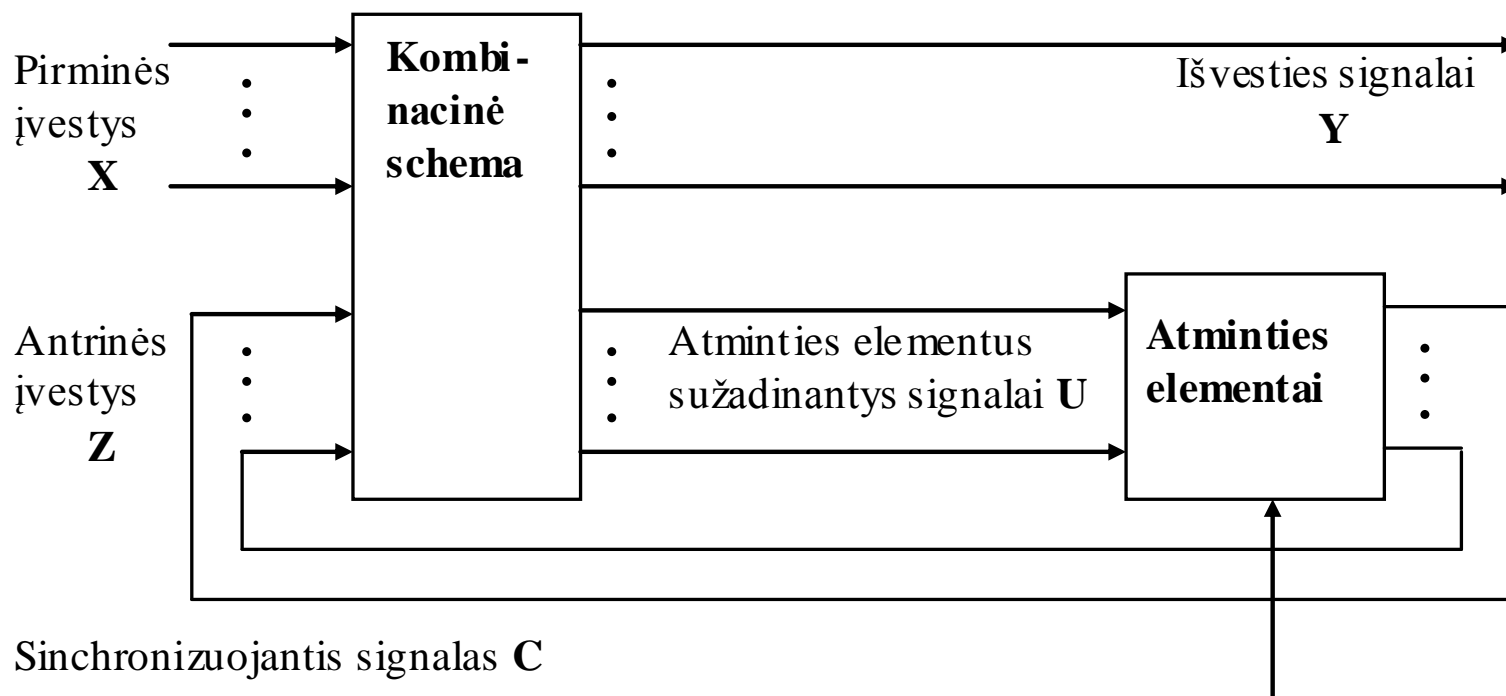 Pirminės
įvestys
X
Kombi-
nacinė
schema
Išvesties signalai
Y
Antrinės
įvestys
Z
Atminties elementus
sužadinantys signalai U
Atminties
elementai
Sinchronizuojantis signalas C